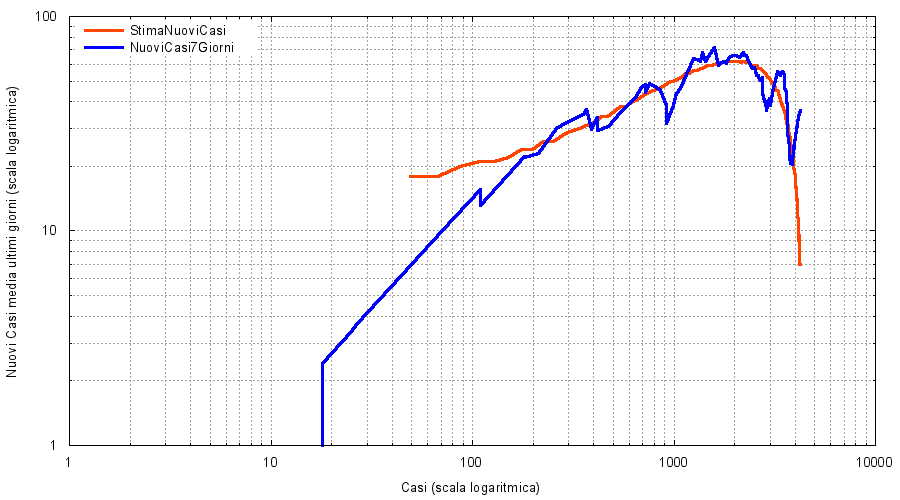 100
StimaNuoviCasi
NuoviCasi7Giorni
Nuovi Casi media ultimi giorni (scala logaritmica)
10
1
1 10 100 1000 10000
Casi (scala logaritmica)